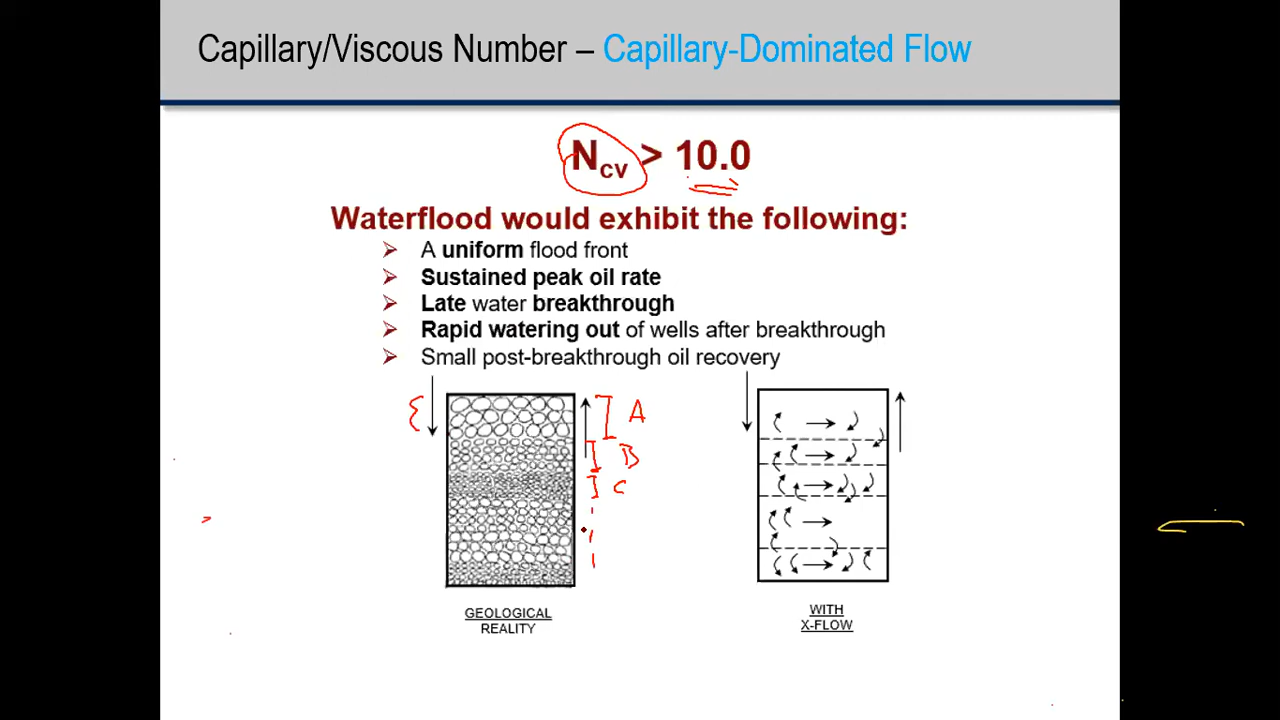 Capillary/Viscous Number – Capillary-Dominated Flow
Ncv > 10.0
Waterflood would exhibit the following:
A uniform flood front
Sustained peak oil rate
Late water breakthrough
Rapid watering out of wells after breakthrough
Small post-breakthrough oil recovery
A
B
C
GEOLOGICAL
REALITY
WITH
X-FLOW